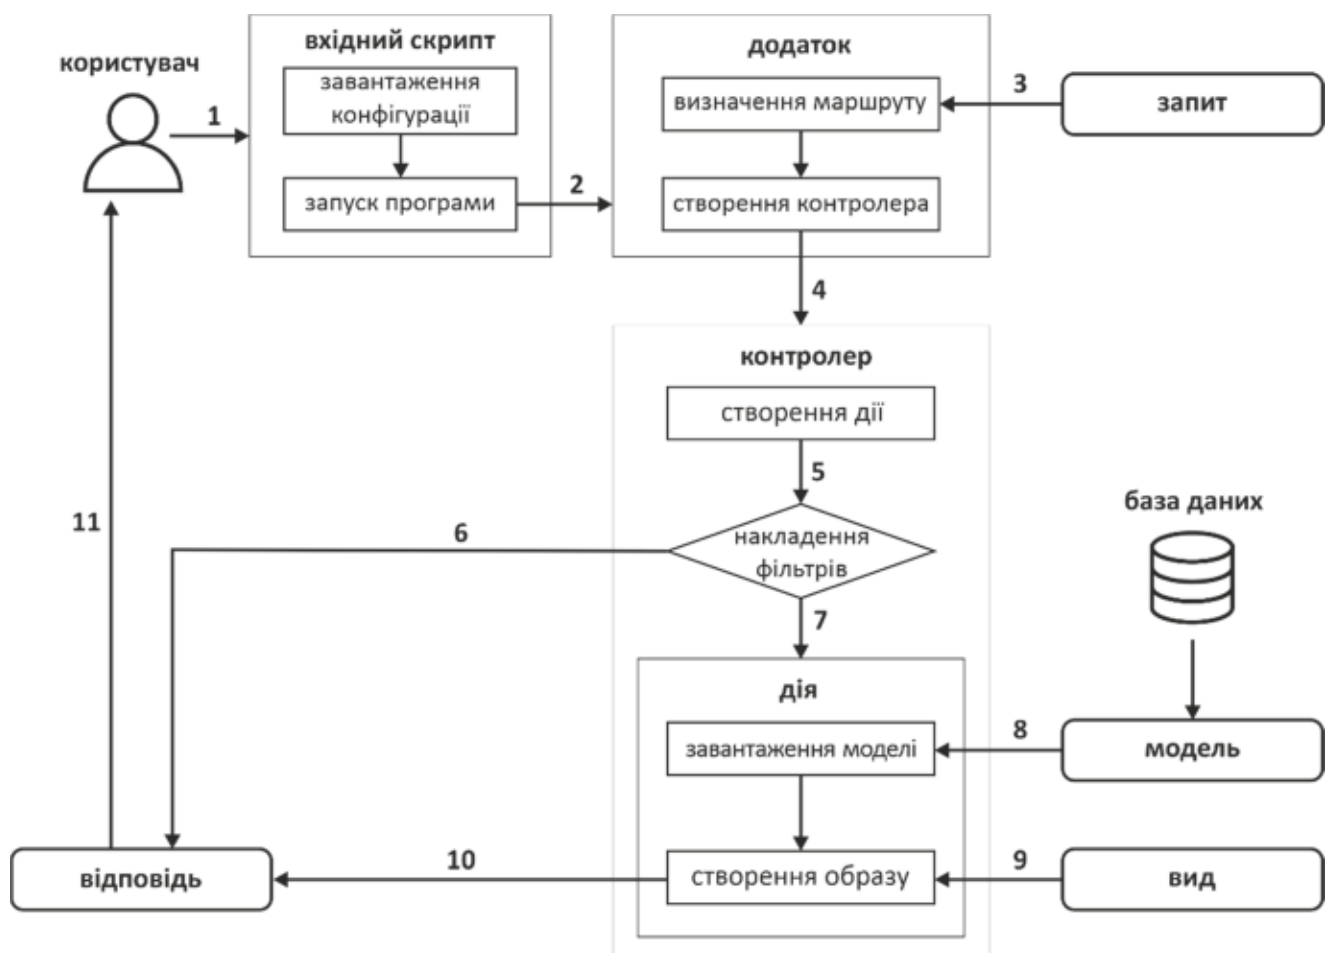 користувач
1
вхідний скрипт
завантаження
конфігурації
запуск програми
2
додаток
визначення маршруту
створення контролера
3
запит
4
контролер
створення дії
5
накладення
фільтрів
6
7
11
база даних
дія
завантаження моделі
8
модель
створення образу
9
вид
10
відповідь